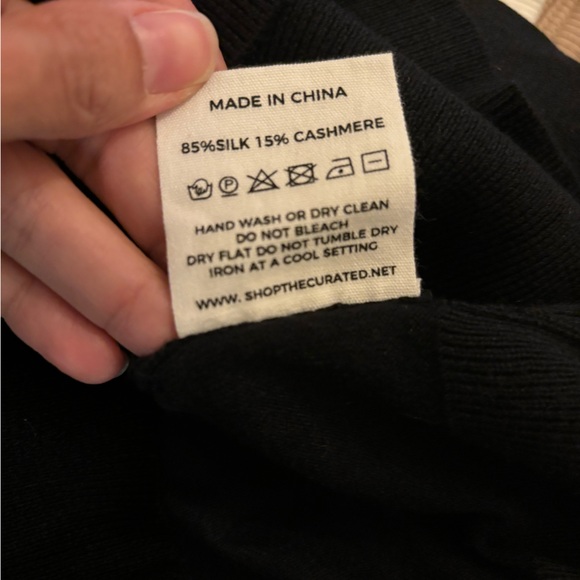 MADE IN CHINA
85%SILK 15% CASHMERE
P
HAND WASH OR DRY CLEAN
DO NOT BLEACH
DRY FLAT DO NOT TUMBLE DRY
IRON AT A COOL SETTING
WWW. SHOPTHECURATED.NET